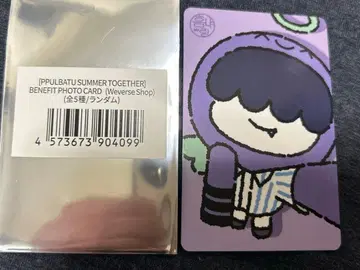 [PPULBATU SUMMER TOGETHER]
BENEFIT PHOTO CARD (Weverse Shop)
(全5種/ランダム)
4 573673 904099